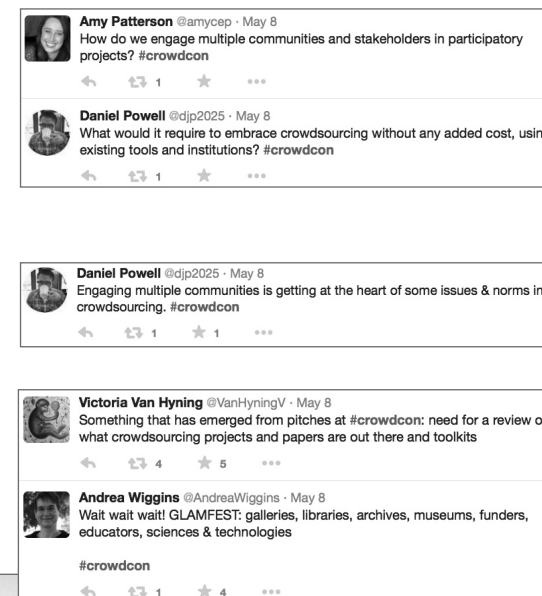 Amy Patterson @amycep · May 8
How do we engage multiple communities and stakeholders in participatory
projects? #crowdcon
1
Daniel Powell @djp2025 · May 8
What would it require to embrace crowdsourcing without any added cost, usin
existing tools and institutions? #crowdcon
1
Daniel Powell @djp2025 · May 8
Engaging multiple communities is getting at the heart of some issues & norms in
crowdsourcing. #crowdcon
1 1
Victoria Van Hyning @VanHyningV · May 8
Something that has emerged from pitches at #crowdcon: need for a review o
what crowdsourcing projects and papers are out there and toolkits
4 5
Andrea Wiggins @AndreaWiggins · May 8
Wait wait wait! GLAMFEST: galleries, libraries, archives, museums, funders,
educators, sciences & technologies
#crowdcon
1 4